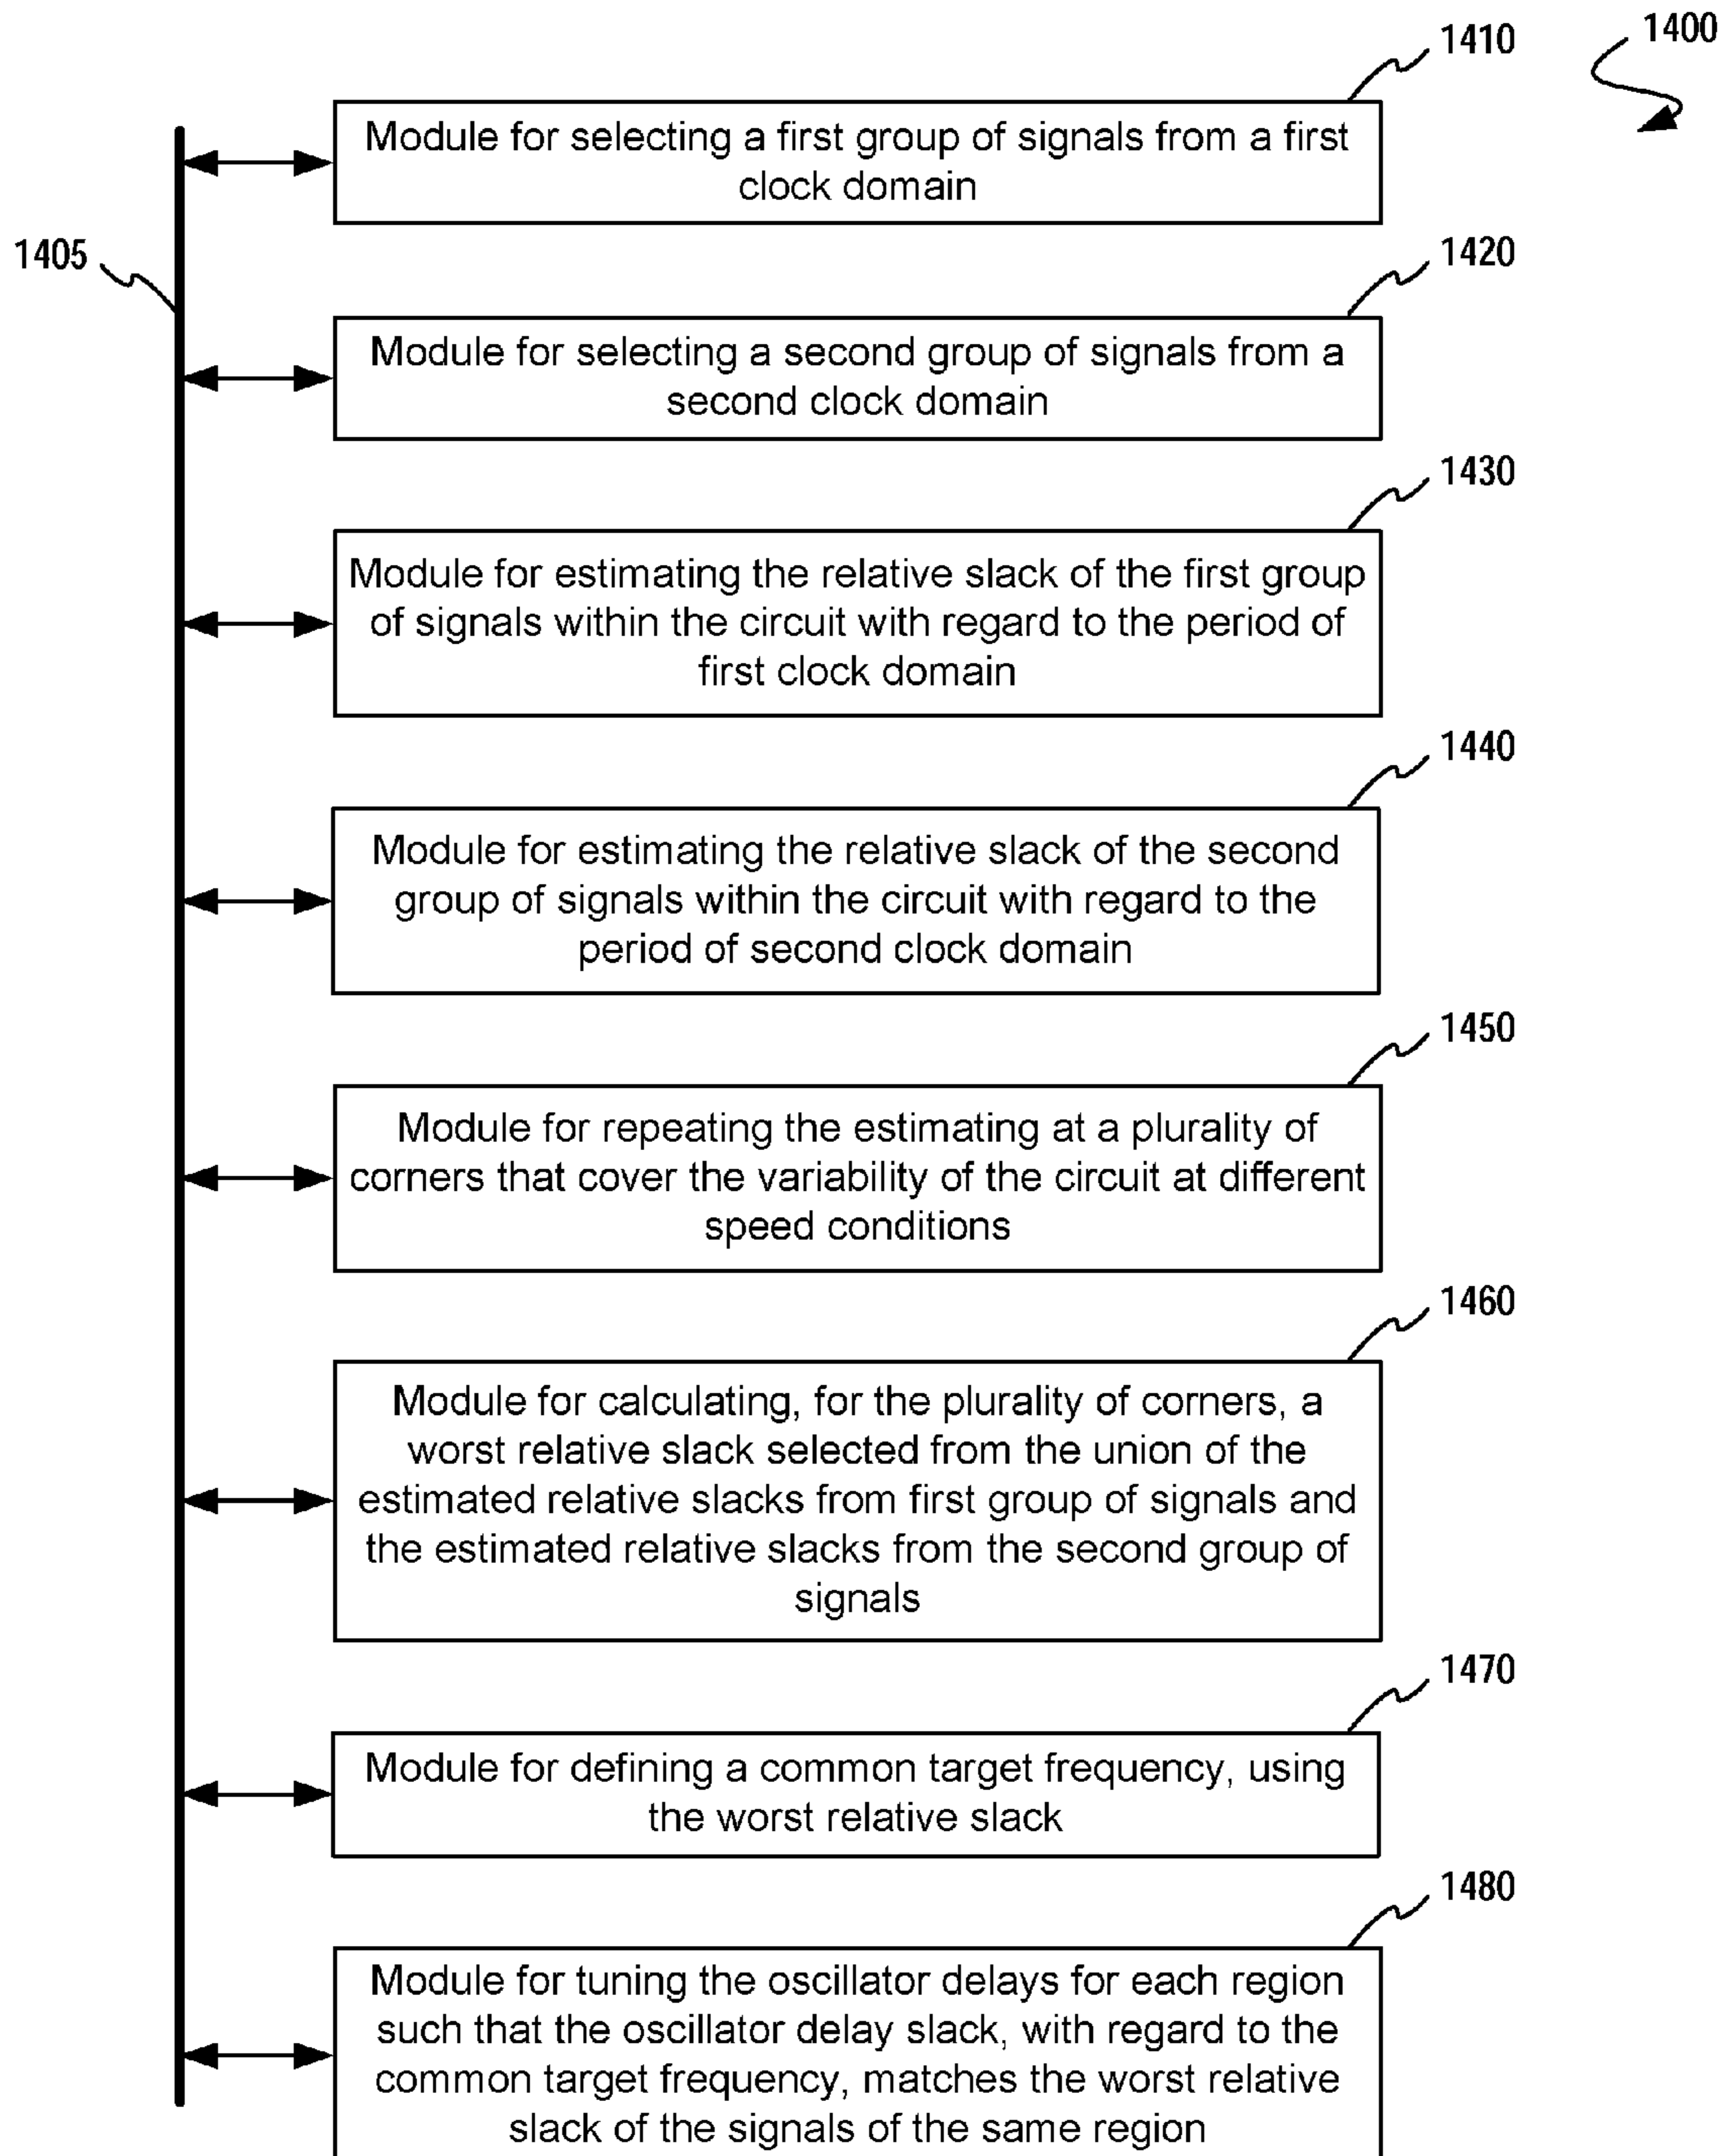 1400
1410
Module for selecting a first group of signals from a first
clock domain
1405
1420
Module for selecting a second group of signals from a
second clock domain
1430
Module for estimating the relative slack of the first group
of signals within the circuit with regard to the period of
first clock domain
1440
Module for estimating the relative slack of the second
group of signals within the circuit with regard to the
period of second clock domain
1450
Module for repeating the estimating at a plurality of
corners that cover the variability of the circuit at different
speed conditions
1460
Module for calculating, for the plurality of corners, a
worst relative slack selected from the union of the
estimated relative slacks from first group of signals and
the estimated relative slacks from the second group of
signals
1470
Module for defining a common target frequency, using
the worst relative slack
1480
Module for tuning the oscillator delays for each region
such that the oscillator delay slack, with regard to the
common target frequency, matches the worst relative
slack of the signals of the same region